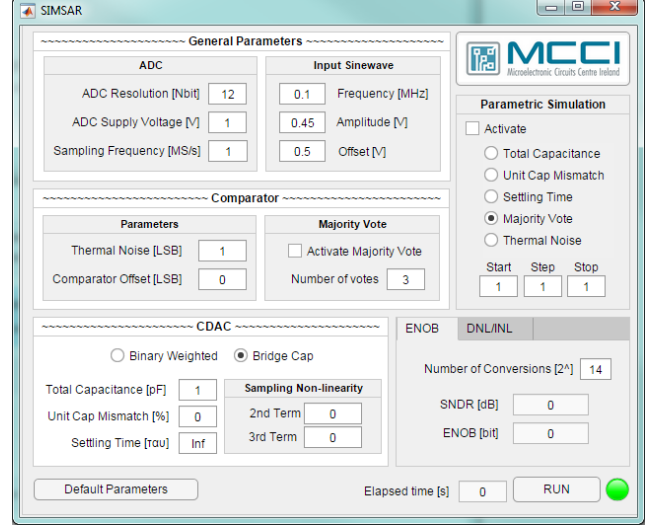 SIMSAR
~~~~~~~~~~~~~~~~~~~~ General Parameters ~~~~~~~~~~~~~~~~~~~~
ADC
ADC Resolution [Nbit] 12
ADC Supply Voltage [V] 1
Sampling Frequency [MS/s] 1
Input Sinewave
0.1 Frequency [MHz]
0.45 Amplitude [V]
0.5 Offset [V]
MCCI
Microelectronic Circuits Centre Ireland
Parametric Simulation
Activate
Total Capacitance
Unit Cap Mismatch
Settling Time
Majority Vote
Thermal Noise
Start Step Stop
1 1 1
~~~~~~~~~~~~~~~~~~~~~~~ Comparator ~~~~~~~~~~~~~~~~~~~~~~~
Parameters
Thermal Noise [LSB] 1
Comparator Offset [LSB] 0
Majority Vote
Activate Majority Vote
Number of votes 3
~~~~~~~~~~~~~~~~~~~~~ CDAC ~~~~~~~~~~~~~~~~~~~~~
Binary Weighted Bridge Cap
Total Capacitance [pF] 1
Unit Cap Mismatch [%] 0
Settling Time [ταυ] Inf
Sampling Non-linearity
2nd Term 0
3rd Term 0
ENOB DNL/INL
Number of Conversions [2^] 14
SNDR [dB] 0
ENOB [bit] 0
Default Parameters
Elapsed time [s] 0 RUN